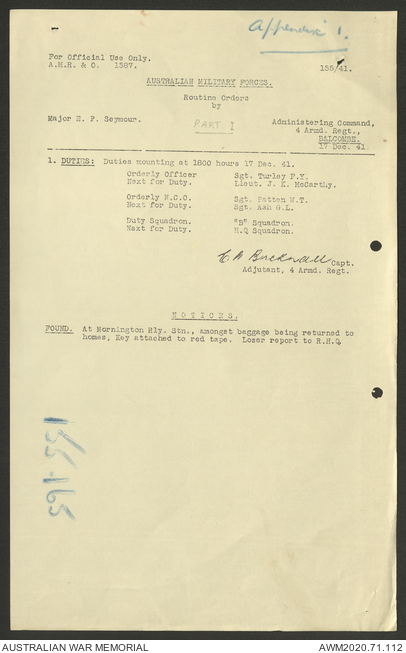 Appendix 1.
For Official Use Only.
A.M.R. & O. 1587.
155/41.
AUSTRALIAN MILITARY FORCES.
Routine Orders
by
Major E. P. Seymour.
PART I
Administering Command,
4 Armd. Regt.,
BALCOMBE.
17 Dec. 41.
1. DUTIES: Duties mounting at 1800 hours 17 Dec. 41.
Orderly Officer Sgt. Turley P.Y.
Next for Duty. Lieut. J. K. McCarthy.
Orderly N.C.O. Sgt. Patten W.T.
Next for Duty. Sgt. Ash G.L.
Duty Squadron. "B" Squadron.
Next for Duty. H.Q Squadron.
Capt.
Adjutant, 4 Armd. Regt.
NOTICES.
FOUND. At Mornington Rly. Stn., amongst baggage being returned to
homes, Key attached to red tape. Loser report to R.H.Q.
155-163
AUSTRALIAN WAR MEMORIAL
AWM2020.71.112